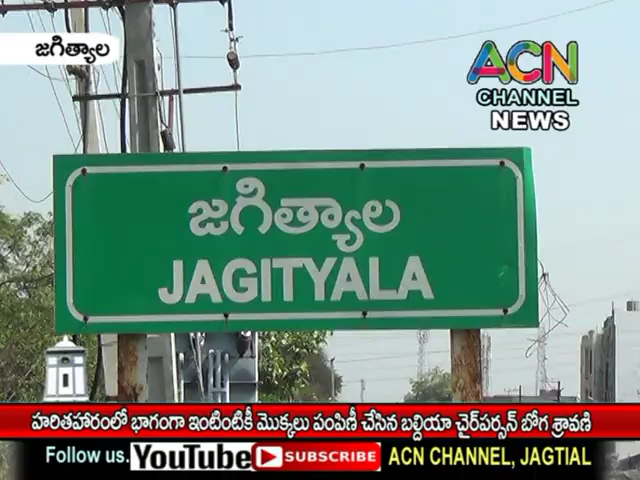 జగిత్యాల
ACN
CHANNEL
NEWS
జగిత్యాల
JAGITYALA
హరితహారంలో భాగంగా ఇంటింటికీ మొక్కలు పంపిణీ చేసిన బల్దియా చైర్‌పర్సన్ బోగ శ్రావణి
Follow us. YouTube SUBSCRIBE ACN CHANNEL, JAGTIAL